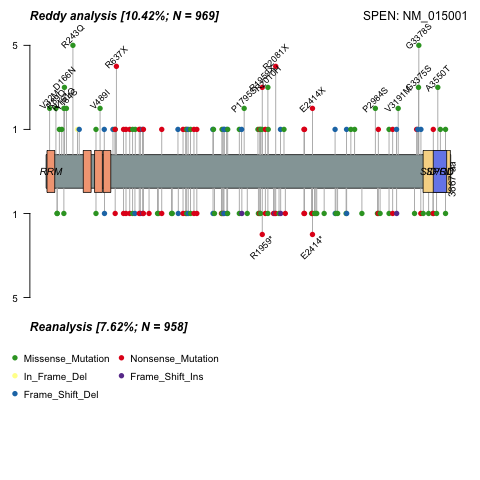 Reddy analysis [10.42%; N = 969]
SPEN: NM_015001
5
R243Q
G3378S
R637X
R2081X
D166N
G3375S
A3550T
V489I
P1795S
E2414X
P2984S
V3191M
1
RRM
1
R1959*
E2414*
5
Reanalysis [7.62%; N = 958]
Missense_Mutation
Nonsense_Mutation
In_Frame_Del
Frame_Shift_Ins
Frame_Shift_Del